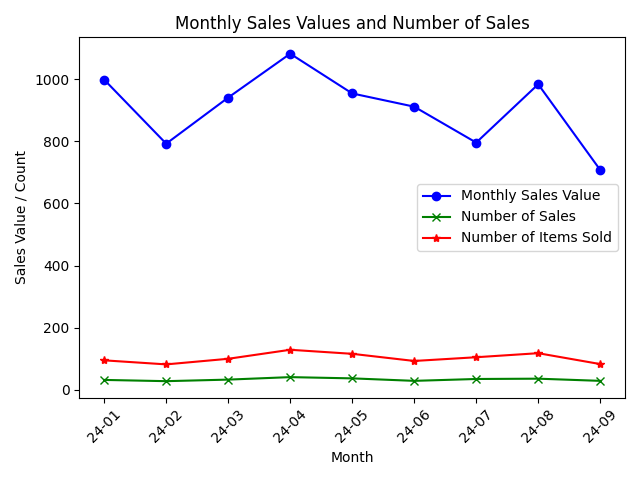 Monthly Sales Values and Number of Sales
Sales Value / Count
1000
800
600
400
200
0
Monthly Sales Value
Number of Sales
Number of Items Sold
24-01
24-02
24-03
24-04
24-05
24-06
24-07
24-08
24-09
Month